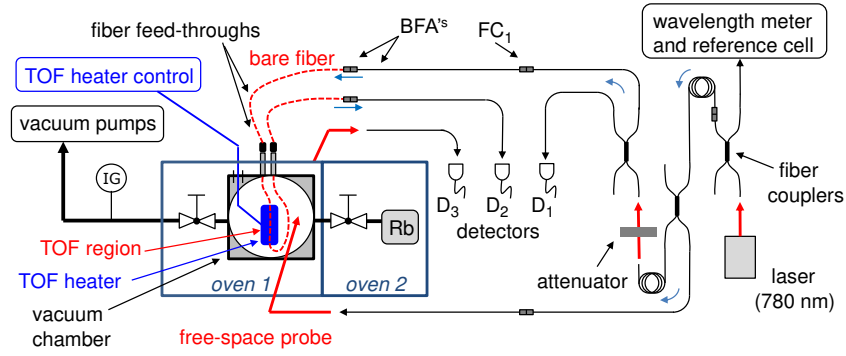 fiber feed-throughs
BFA's
FC1
wavelength meter
and reference cell
bare fiber
TOF heater control
vacuum pumps
IG
D3
D2
D1
detectors
fiber
couplers
Rb
TOF region
TOF heater
oven 1
oven 2
attenuator
laser
(780 nm)
vacuum
chamber
free-space probe